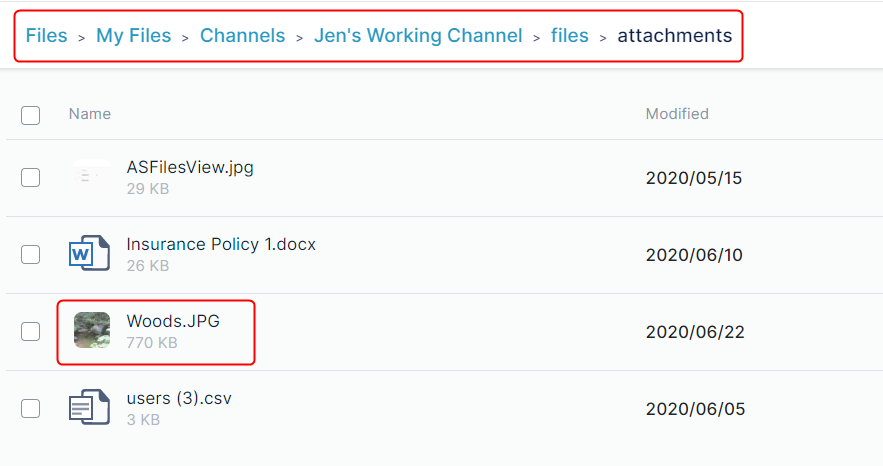 Files > My Files > Channels > Jen's Working Channel > files > attachments
Name Modified
ASFilesView.jpg
29 KB
2020/05/15
W
Insurance Policy 1.docx
26 KB
2020/06/10
Woods.JPG
770 KB
2020/06/22
users (3).csv
3 KB
2020/06/05